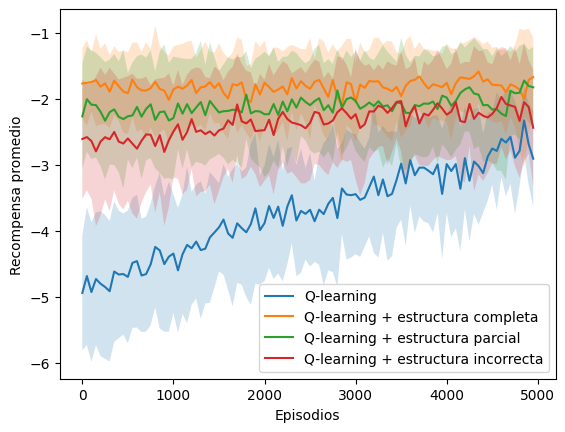 −1
−2
−3
−4
−5
−6
Recompensa promedio
0
1000
2000
3000
4000
5000
Episodios
Q-learning
Q-learning + estructura completa
Q-learning + estructura parcial
Q-learning + estructura incorrecta